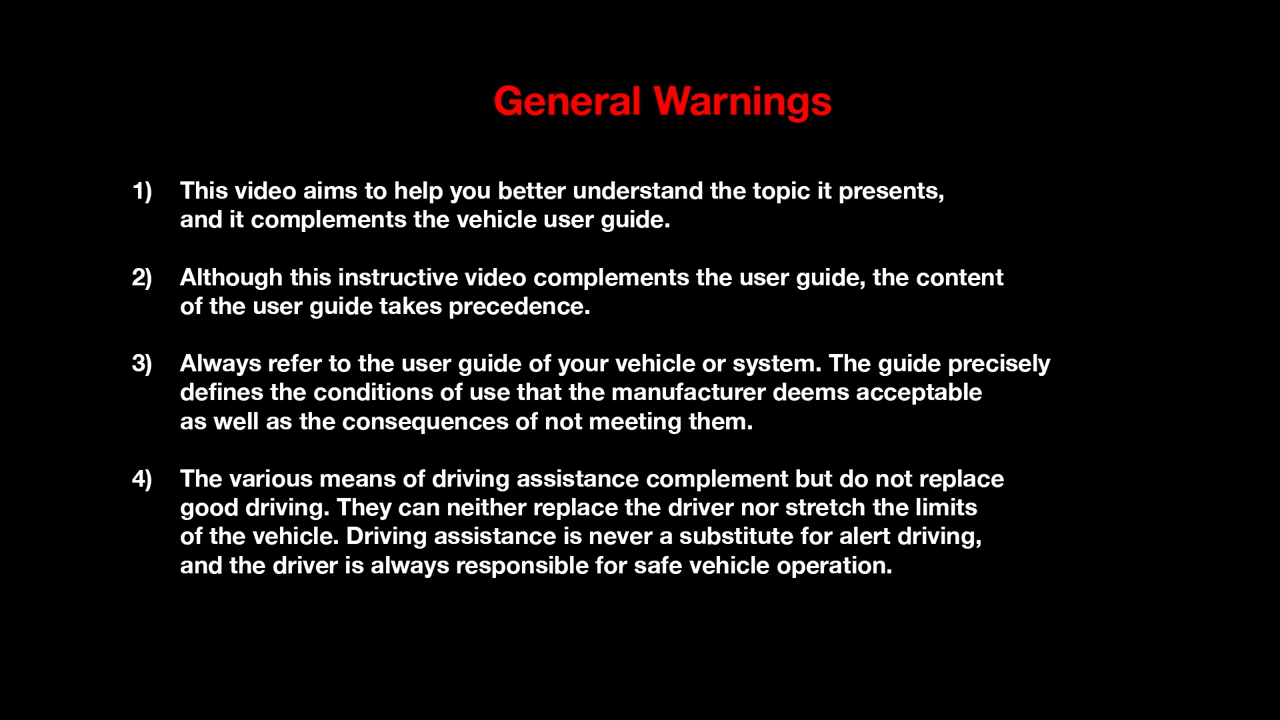 General Warnings
1) This video aims to help you better understand the topic it presents,
and it complements the vehicle user guide.
2) Although this instructive video complements the user guide, the content
of the user guide takes precedence.
3) Always refer to the user guide of your vehicle or system. The guide precisely
defines the conditions of use that the manufacturer deems acceptable
as well as the consequences of not meeting them.
4) The various means of driving assistance complement but do not replace
good driving. They can neither replace the driver nor stretch the limits
of the vehicle. Driving assistance is never a substitute for alert driving,
and the driver is always responsible for safe vehicle operation.